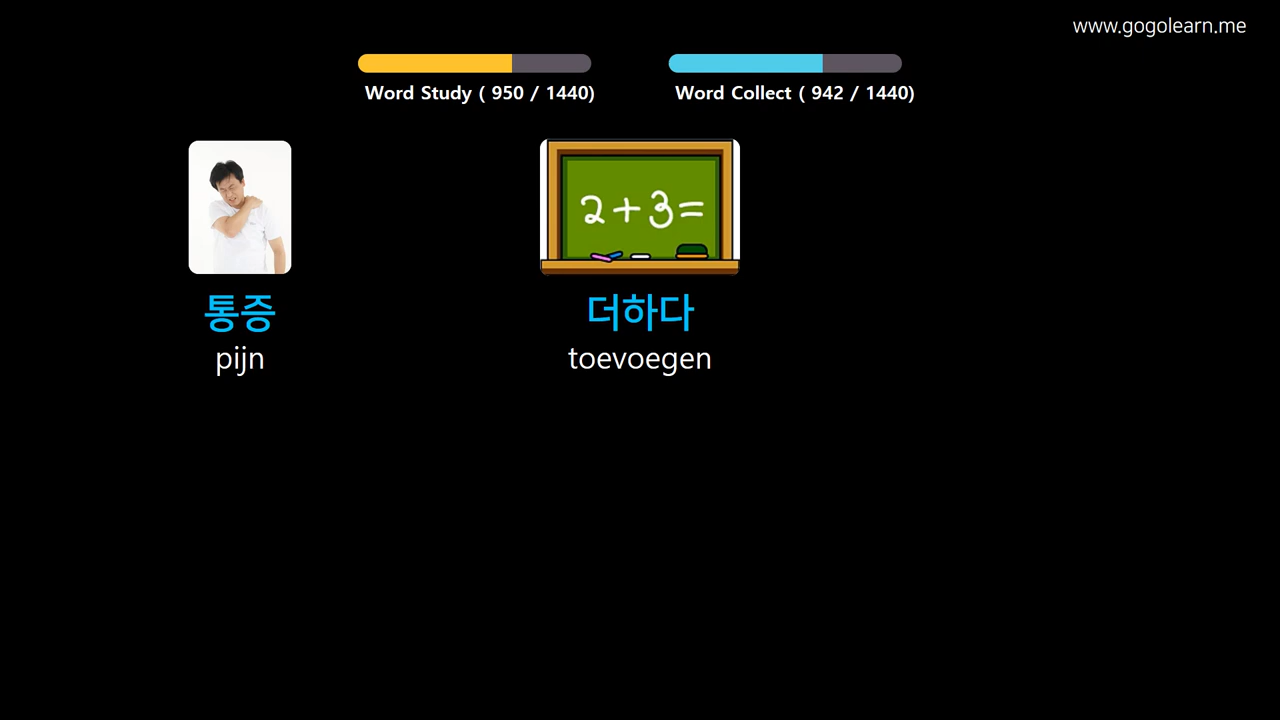 www.gogolearn.me
Word Study ( 950 / 1440)
Word Collect ( 942 / 1440)
2+3=
통증
더하다
pijn
toevoegen